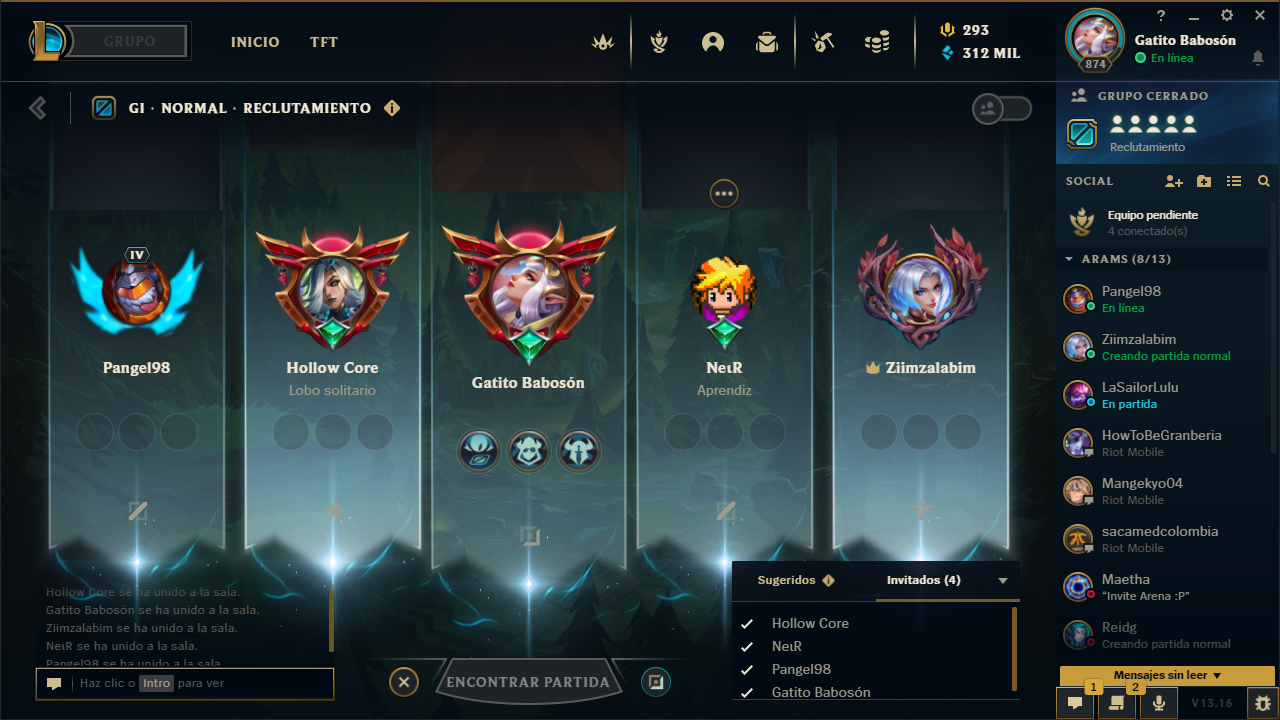 GRUPO
INICIO
TFT
293
312 MIL
?
Gatito Babosón
En línea
874
GI · NORMAL · RECLUTAMIENTO
GRUPO CERRADO
Reclutamiento
SOCIAL
Equipo pendiente
4 conectado(s)
ARAMS (8/13)
Pangel98
En línea
Ziimzalabim
Creando partida normal
LaSailorLulu
En partida
HowToBeGranberia
Riot Mobile
Mangekyo04
Riot Mobile
sacamedcolombia
Riot Mobile
Maetha
“Invite Arena :P”
Reidg
Creando partida normal
Mensajes sin leer
1
2
V13.16
IV
Pangel98
Hollow Core
Lobo solitario
Gatito Babosón
NeɩR
Aprendiz
Ziimzalabim
Hollow Core se ha unido a la sala.
Gatito Babosón se ha unido a la sala.
Ziimzalabim se ha unido a la sala.
NeɩR se ha unido a la sala.
Pangel98 se ha unido a la sala.
Haz clic o Intro para ver
ENCONTRAR PARTIDA
Sugeridos
Invitados (4)
Hollow Core
NeɩR
Pangel98
Gatito Babosón